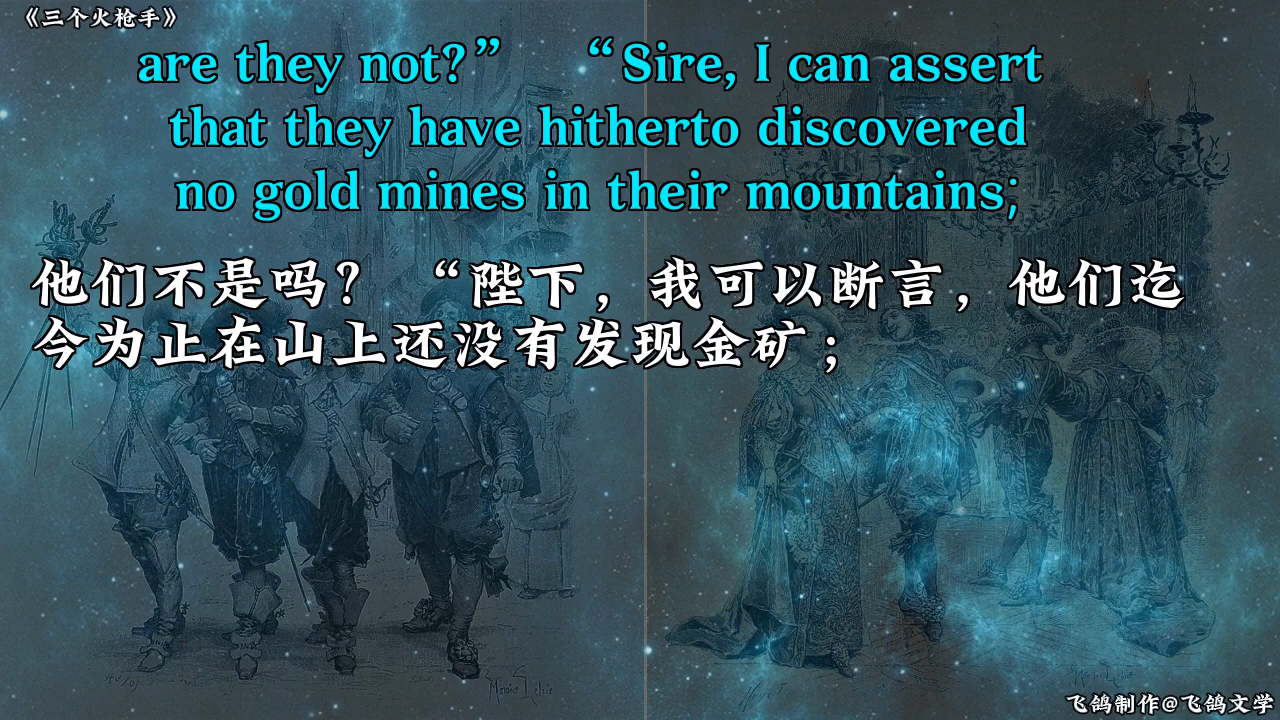 《三个火枪手》
are they not?” “Sire, I can assert
that they have hitherto discovered
no gold mines in their mountains;
他们不是吗？ “陛下，我可以断言，他们迄
今为止在山上还没有发现金矿；
飞鸽制作@飞鸽文学